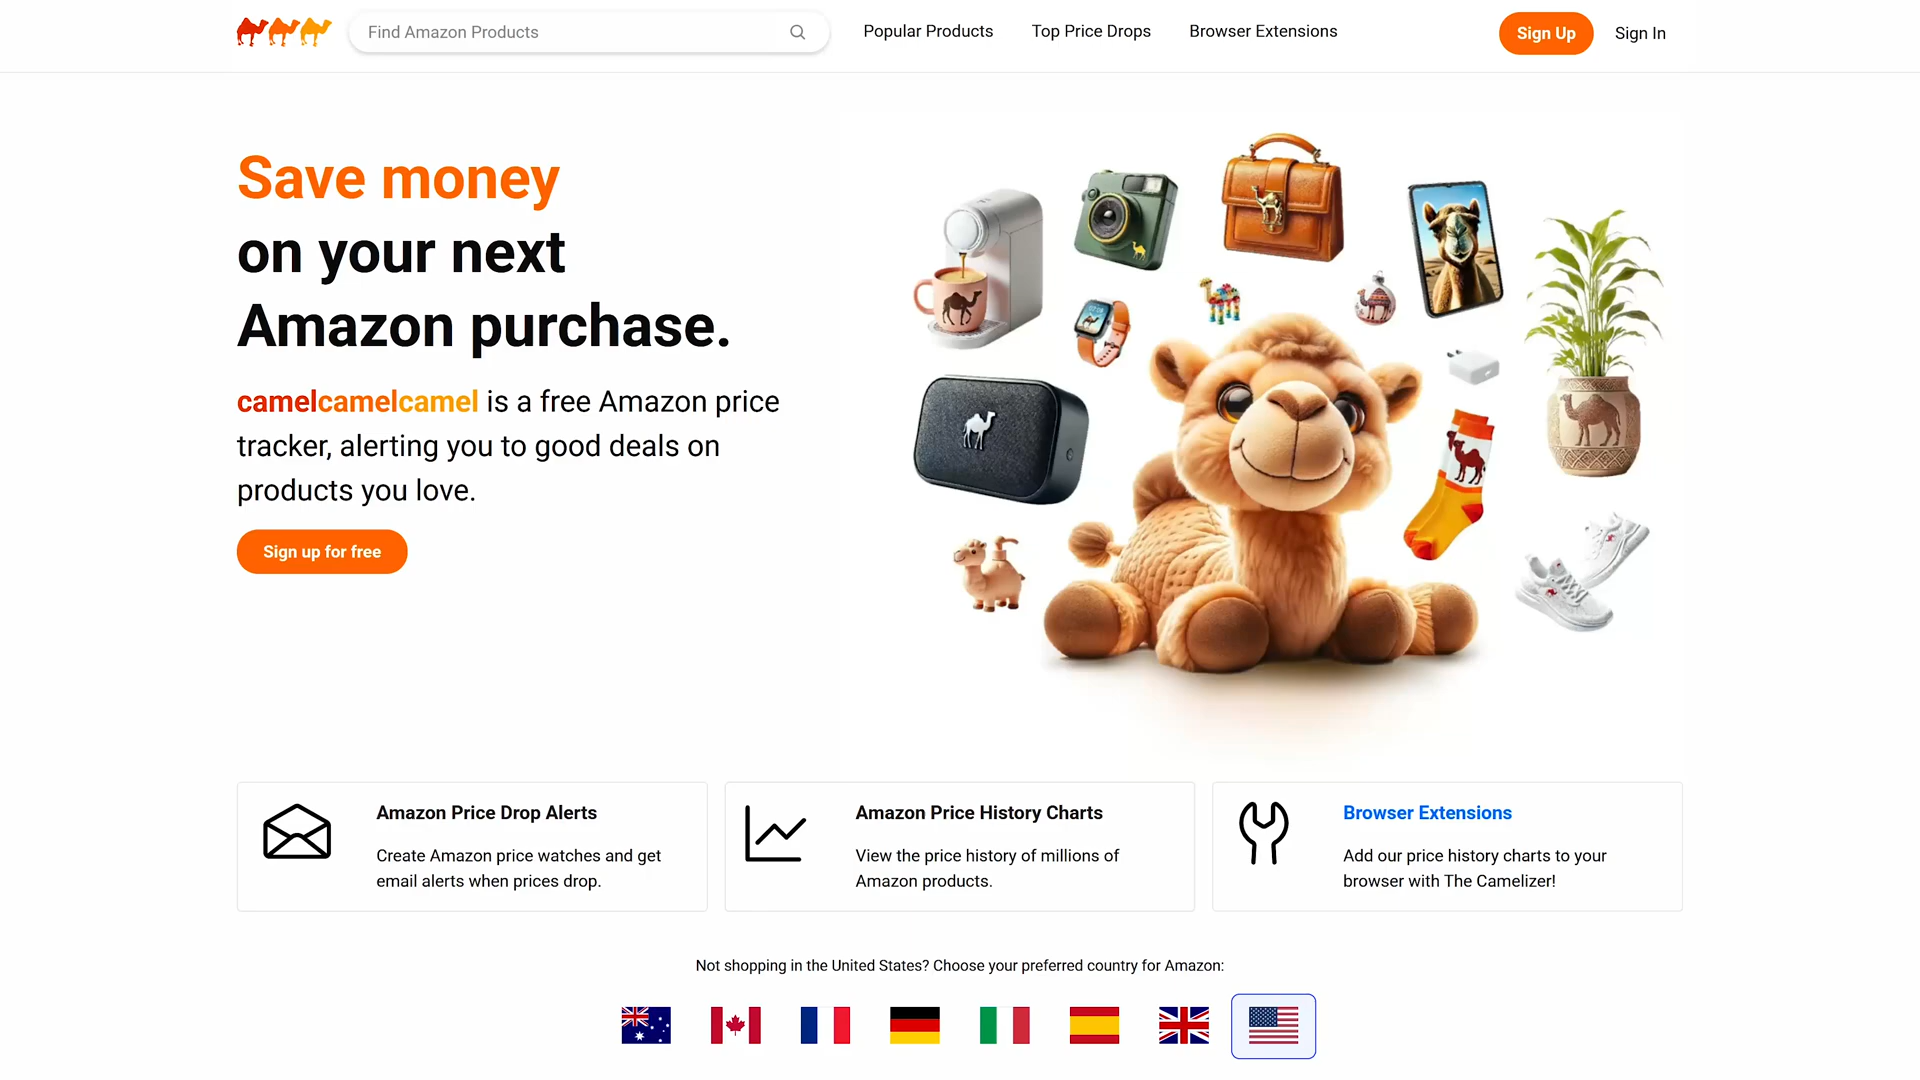 Find Amazon Products
Popular Products
Top Price Drops
Browser Extensions
Sign Up
Sign In
Save money
on your next
Amazon purchase.
camelcamelcamel is a free Amazon price
tracker, alerting you to good deals on
products you love.
Sign up for free
Amazon Price Drop Alerts
Create Amazon price watches and get
email alerts when prices drop.
Amazon Price History Charts
View the price history of millions of
Amazon products.
Browser Extensions
Add our price history charts to your
browser with The Camelizer!
Not shopping in the United States? Choose your preferred country for Amazon: